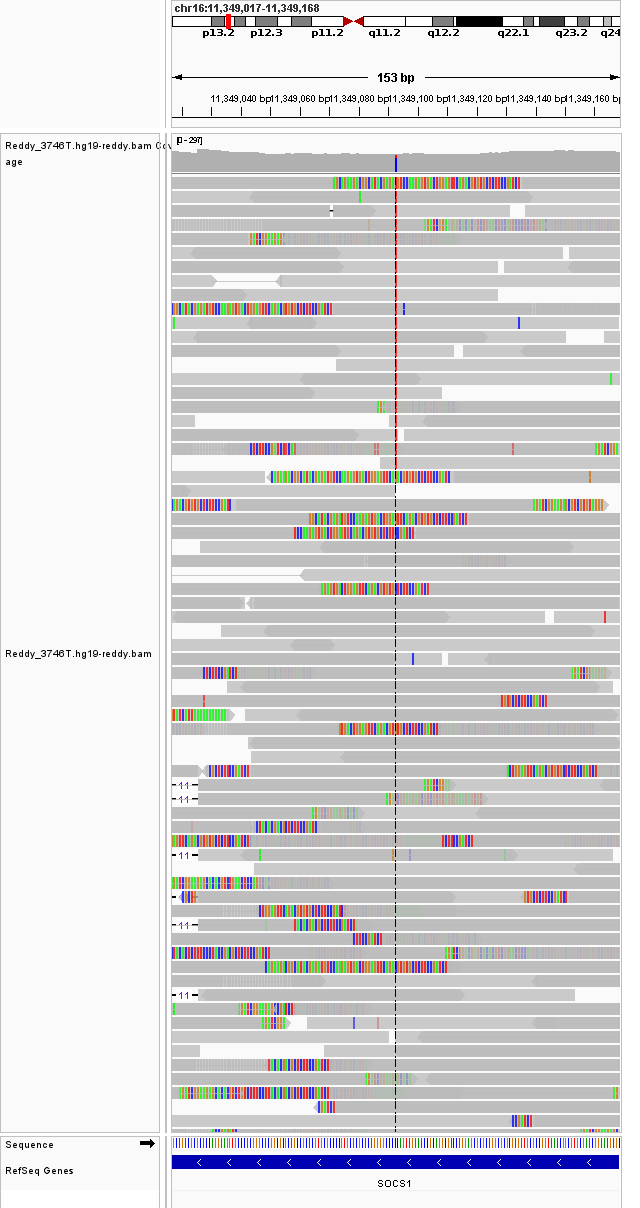 chr16:11,349,017-11,349,168
p13.2 p12.3 p11.2 q11.2 q12.2 q22.1 q23.2 q24
153 bp
11,349,040 bp 11,349,060 bp 11,349,080 bp 11,349,100 bp 11,349,120 bp 11,349,140 bp 11,349,160 bp
[0 - 297]
Reddy_3746T.hg19-reddy.bam Cov
age
11
11
11
Reddy_3746T.hg19-reddy.bam
11
11
Sequence
RefSeq Genes
SOCS1